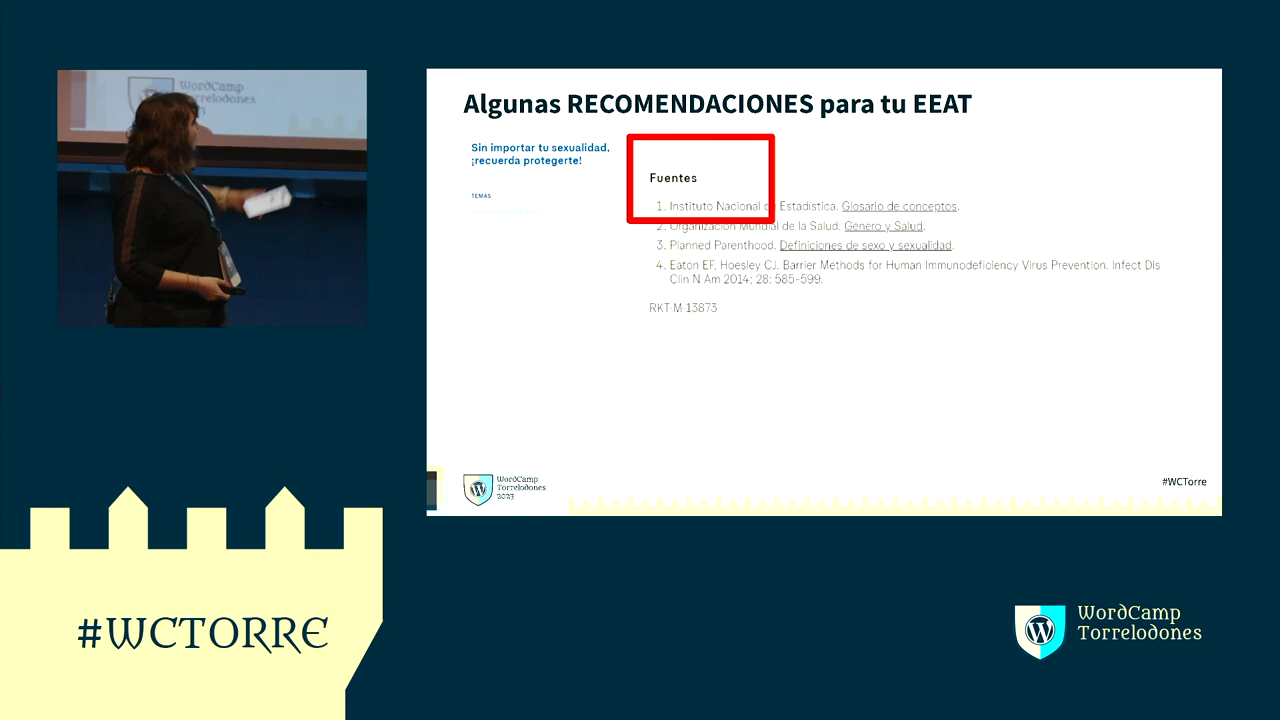 WordCamp
Torrelodones
Algunas RECOMENDACIONES para tu EEAT
Sin importar tu sexualidad,
¡recuerda protegerte!
TEMAS
Fuentes
1. Instituto Nacional de Estadística. Glosario de conceptos.
2. Organización Mundial de la Salud. Género y Salud.
3. Planned Parenthood. Definiciones de sexo y sexualidad.
4. Eaton EF, Hoesley CJ. Barrier Methods for Human Immunodeficiency Virus Prevention. Infect Dis
Clin N Am 2014; 28: 585-599.
RKT-M-13873
WordCamp
Torrelodones
2023
#WCTorre
#WCTORRE
WordCamp
Torrelodones